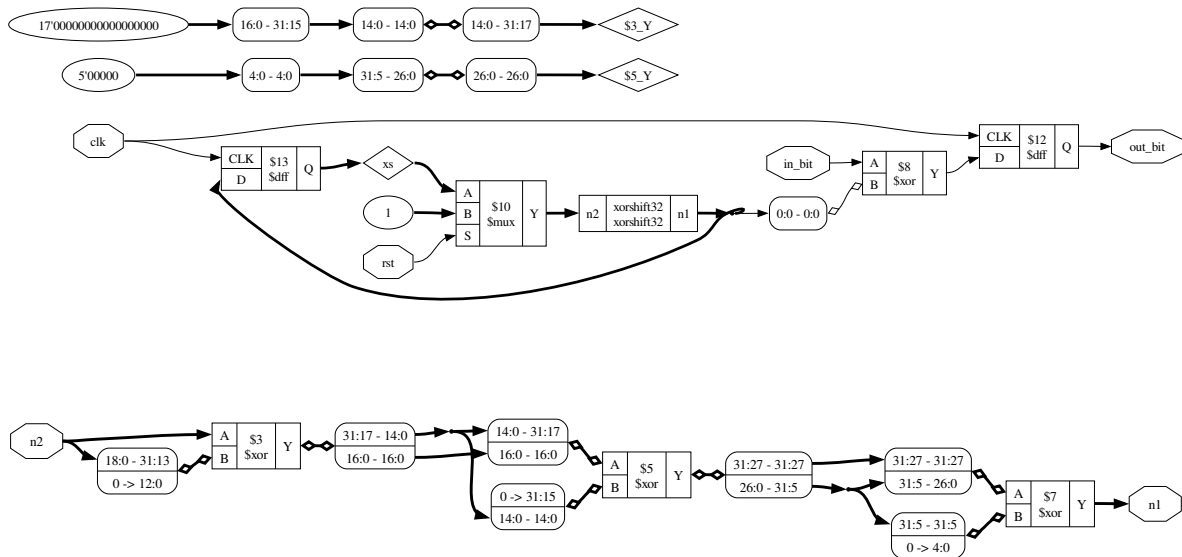 17'00000000000000000
16:0 - 31:15
14:0 - 14:0
14:0 - 31:17
$3_Y
5'00000
4:0 - 4:0
31:5 - 26:0
26:0 - 26:0
$5_Y
clk
CLK
D
$13
$dff
Q
xs
1
rst
A
B
S
$10
$mux
Y
n2
xorshift32
xorshift32
n1
0:0 - 0:0
in_bit
A
B
$8
$xor
Y
CLK
D
$12
$dff
Q
out_bit
n2
18:0 - 31:13
0 -> 12:0
A
B
$3
$xor
Y
31:17 - 14:0
16:0 - 16:0
14:0 - 31:17
16:0 - 16:0
0 -> 31:15
14:0 - 14:0
A
B
$5
$xor
Y
31:27 - 31:27
26:0 - 31:5
31:27 - 31:27
31:5 - 26:0
31:5 - 31:5
0 -> 4:0
A
B
$7
$xor
Y
n1